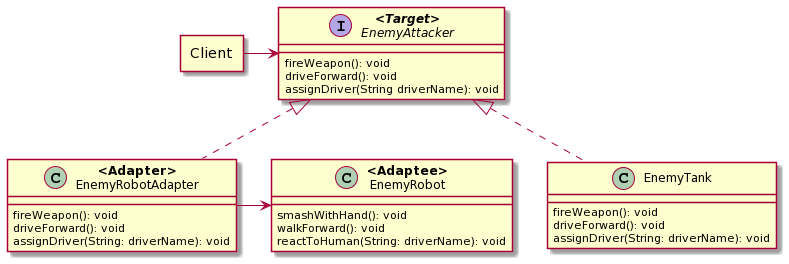 I
<Target>
EnemyAttacker
Client
fireWeapon(): void
driveForward(): void
assignDriver(String driverName): void
C
<Adapter>
EnemyRobotAdapter
fireWeapon(): void
driveForward(): void
assignDriver(String: driverName): void
C
<Adaptee>
EnemyRobot
smashWithHand(): void
walkForward(): void
reactToHuman(String: driverName): void
C
EnemyTank
fireWeapon(): void
driveForward(): void
assignDriver(String: driverName): void